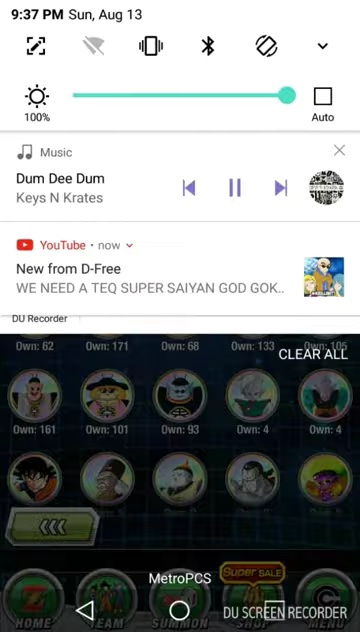 9:37 PM Sun, Aug 13
100%
Auto
Music
Dum Dee Dum
Keys N Krates
YouTube • now
New from D-Free
WE NEED A TEQ SUPER SAIYAN GOD GOK..
DU Recorder
Own: 62 Own: 171 Own: 68 Own: 133 Own: 105
CLEAR ALL
Own: 161 Own: 101 Own: 93 Own: 4 Own: 4
MetroPCS
Super SALE
HOME TEAM SUMMON SHOP MENU
DU SCREEN RECORDER